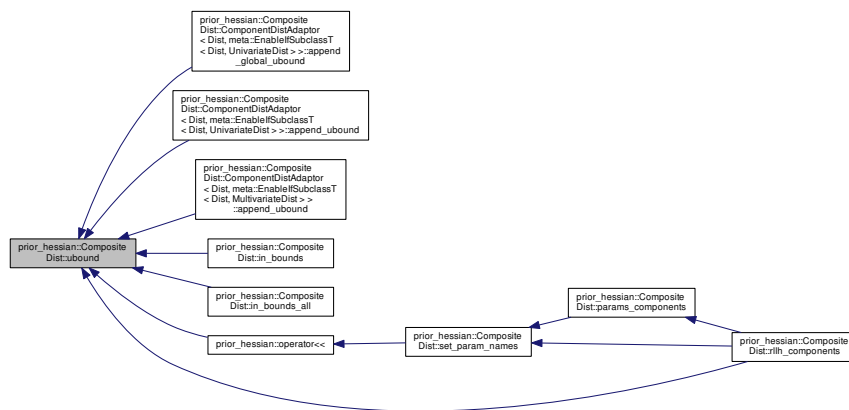 prior_hessian::Composite
Dist::ComponentDistAdaptor
< Dist, meta::EnableIfSubclassT
< Dist, UnivariateDist > >::append
_global_ubound
prior_hessian::Composite
Dist::ComponentDistAdaptor
< Dist, meta::EnableIfSubclassT
< Dist, UnivariateDist > >::append_ubound
prior_hessian::Composite
Dist::ComponentDistAdaptor
< Dist, meta::EnableIfSubclassT
< Dist, MultivariateDist > >
::append_ubound
prior_hessian::Composite
Dist::ubound
prior_hessian::Composite
Dist::in_bounds
prior_hessian::Composite
Dist::in_bounds_all
prior_hessian::operator<<
prior_hessian::Composite
Dist::set_param_names
prior_hessian::Composite
Dist::params_components
prior_hessian::Composite
Dist::rllh_components